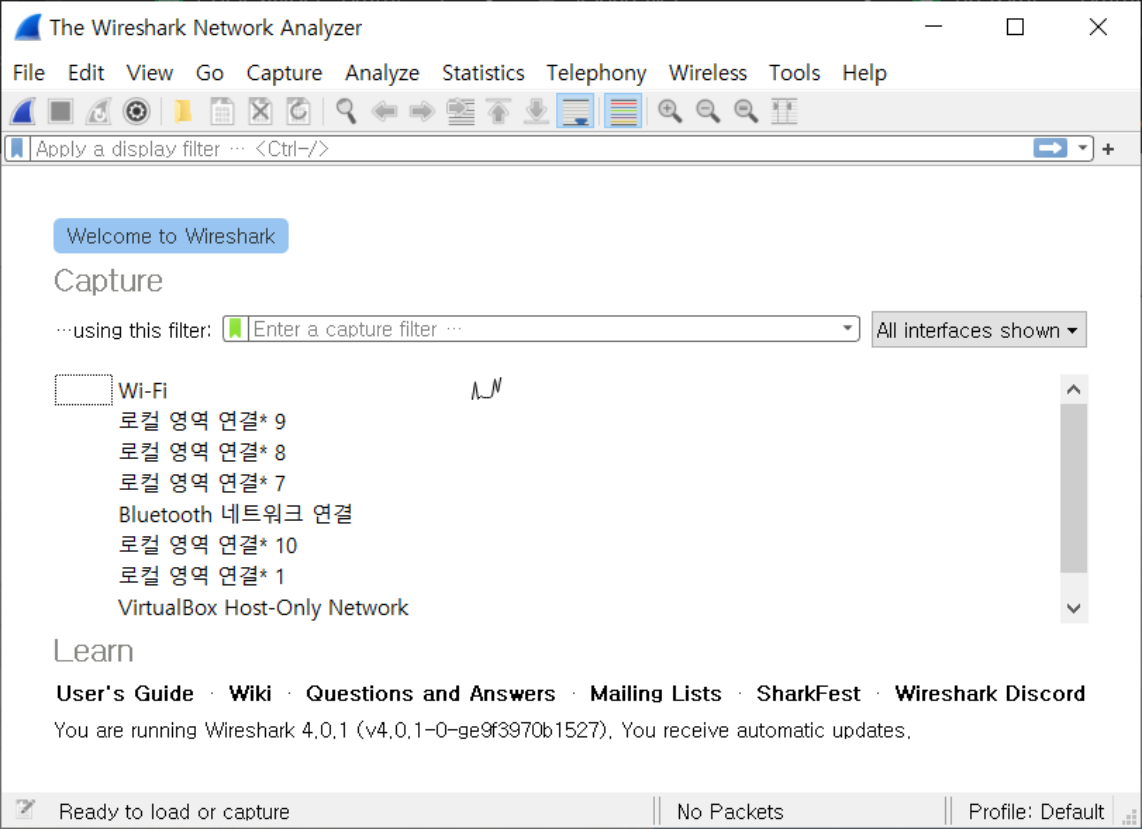 The Wireshark Network Analyzer
File Edit View Go Capture Analyze Statistics Telephony Wireless Tools Help
Apply a display filter … <Ctrl-/>
Welcome to Wireshark
Capture
…using this filter: Enter a capture filter … All interfaces shown
Wi-Fi
로컬 영역 연결* 9
로컬 영역 연결* 8
로컬 영역 연결* 7
Bluetooth 네트워크 연결
로컬 영역 연결* 10
로컬 영역 연결* 1
VirtualBox Host-Only Network
Learn
User's Guide · Wiki · Questions and Answers · Mailing Lists · SharkFest · Wireshark Discord
You are running Wireshark 4.0.1 (v4.0.1-0-ge9f3970b1527). You receive automatic updates.
Ready to load or capture No Packets Profile: Default